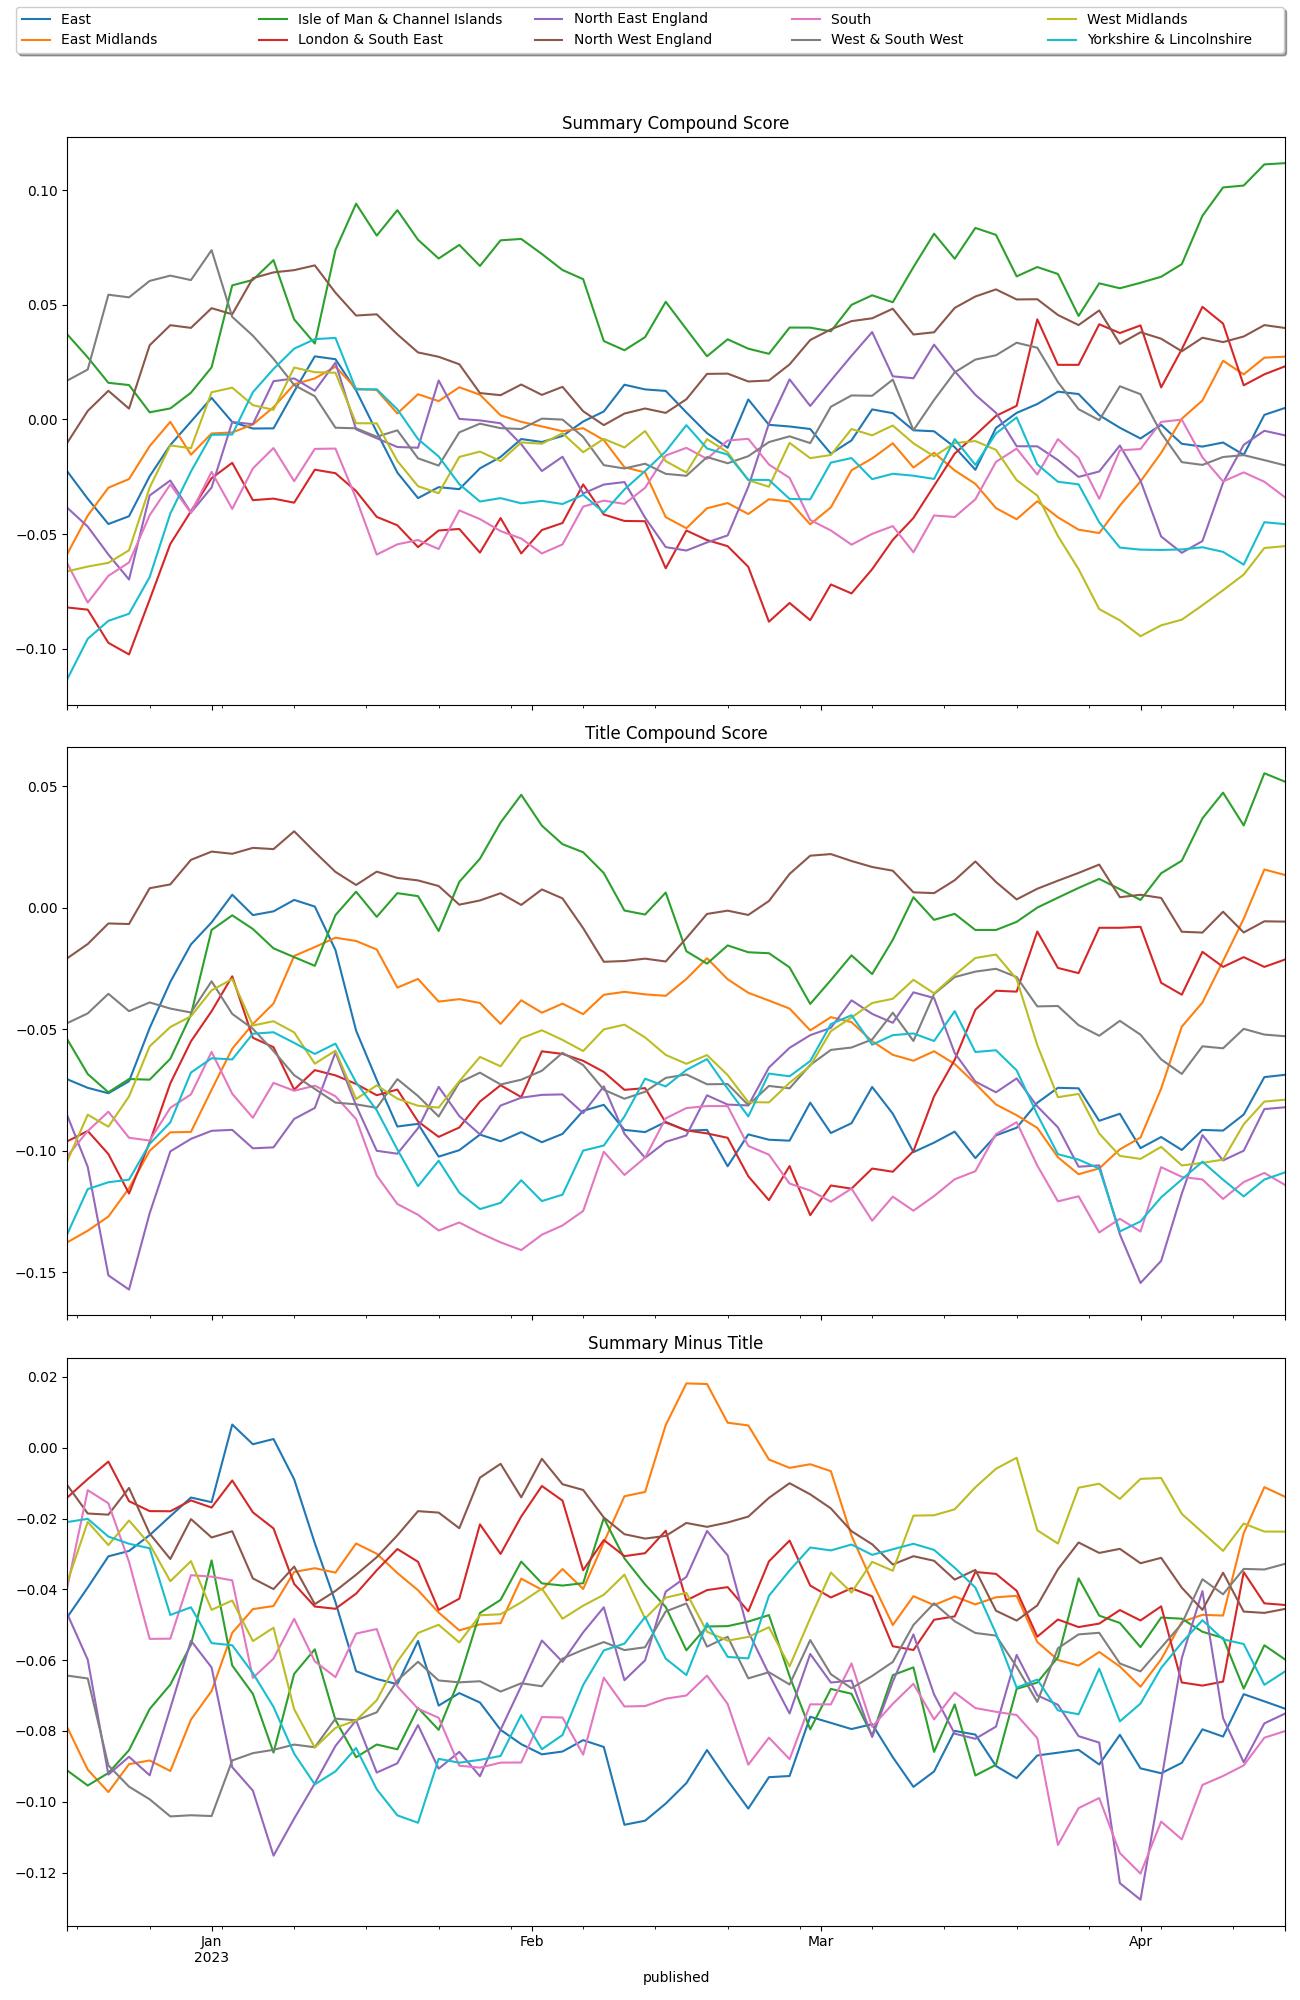 East
Isle of Man & Channel Islands
North East England
South
West Midlands
East Midlands
London & South East
North West England
West & South West
Yorkshire & Lincolnshire
Summary Compound Score
0.10
0.05
0.00
−0.05
−0.10
Title Compound Score
0.05
0.00
−0.05
−0.10
−0.15
Summary Minus Title
0.02
0.00
−0.02
−0.04
−0.06
−0.08
−0.10
−0.12
Jan
2023
Feb
Mar
Apr
published